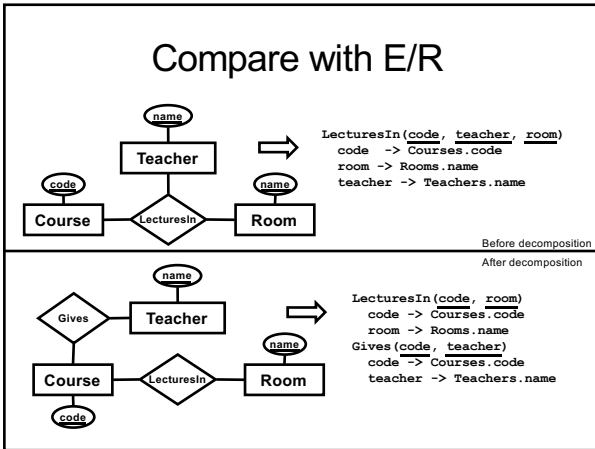 Compare with E/R
name
Teacher
code
name
Course
LecturesIn
Room
LecturesIn(code, teacher, room)
code -> Courses.code
room -> Rooms.name
teacher -> Teachers.name
Before decomposition
After decomposition
name
Gives
Teacher
name
Course
LecturesIn
Room
code
LecturesIn(code, room)
code -> Courses.code
room -> Rooms.name
Gives(code, teacher)
code -> Courses.code
teacher -> Teachers.name